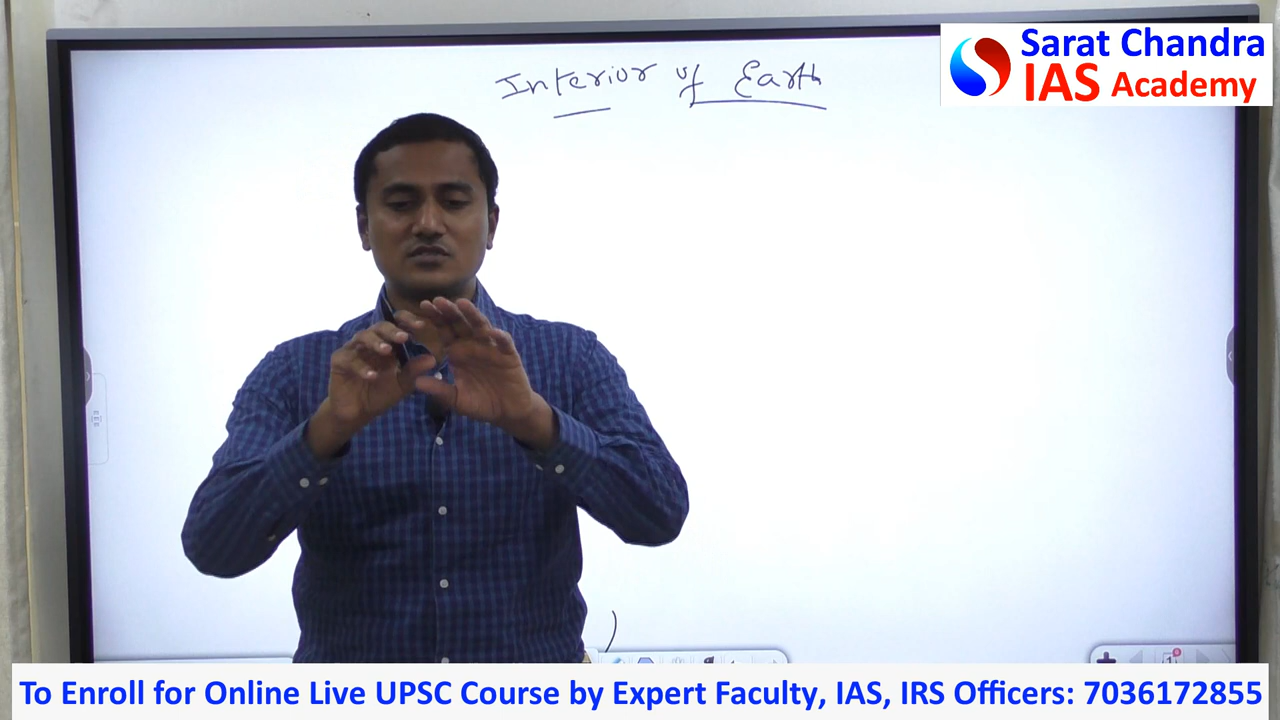 Interior of Earth
Sarat Chandra
IAS Academy
To Enroll for Online Live UPSC Course by Expert Faculty, IAS, IRS Officers: 7036172855